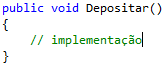 public void Depositar()
{
    // implementação
}